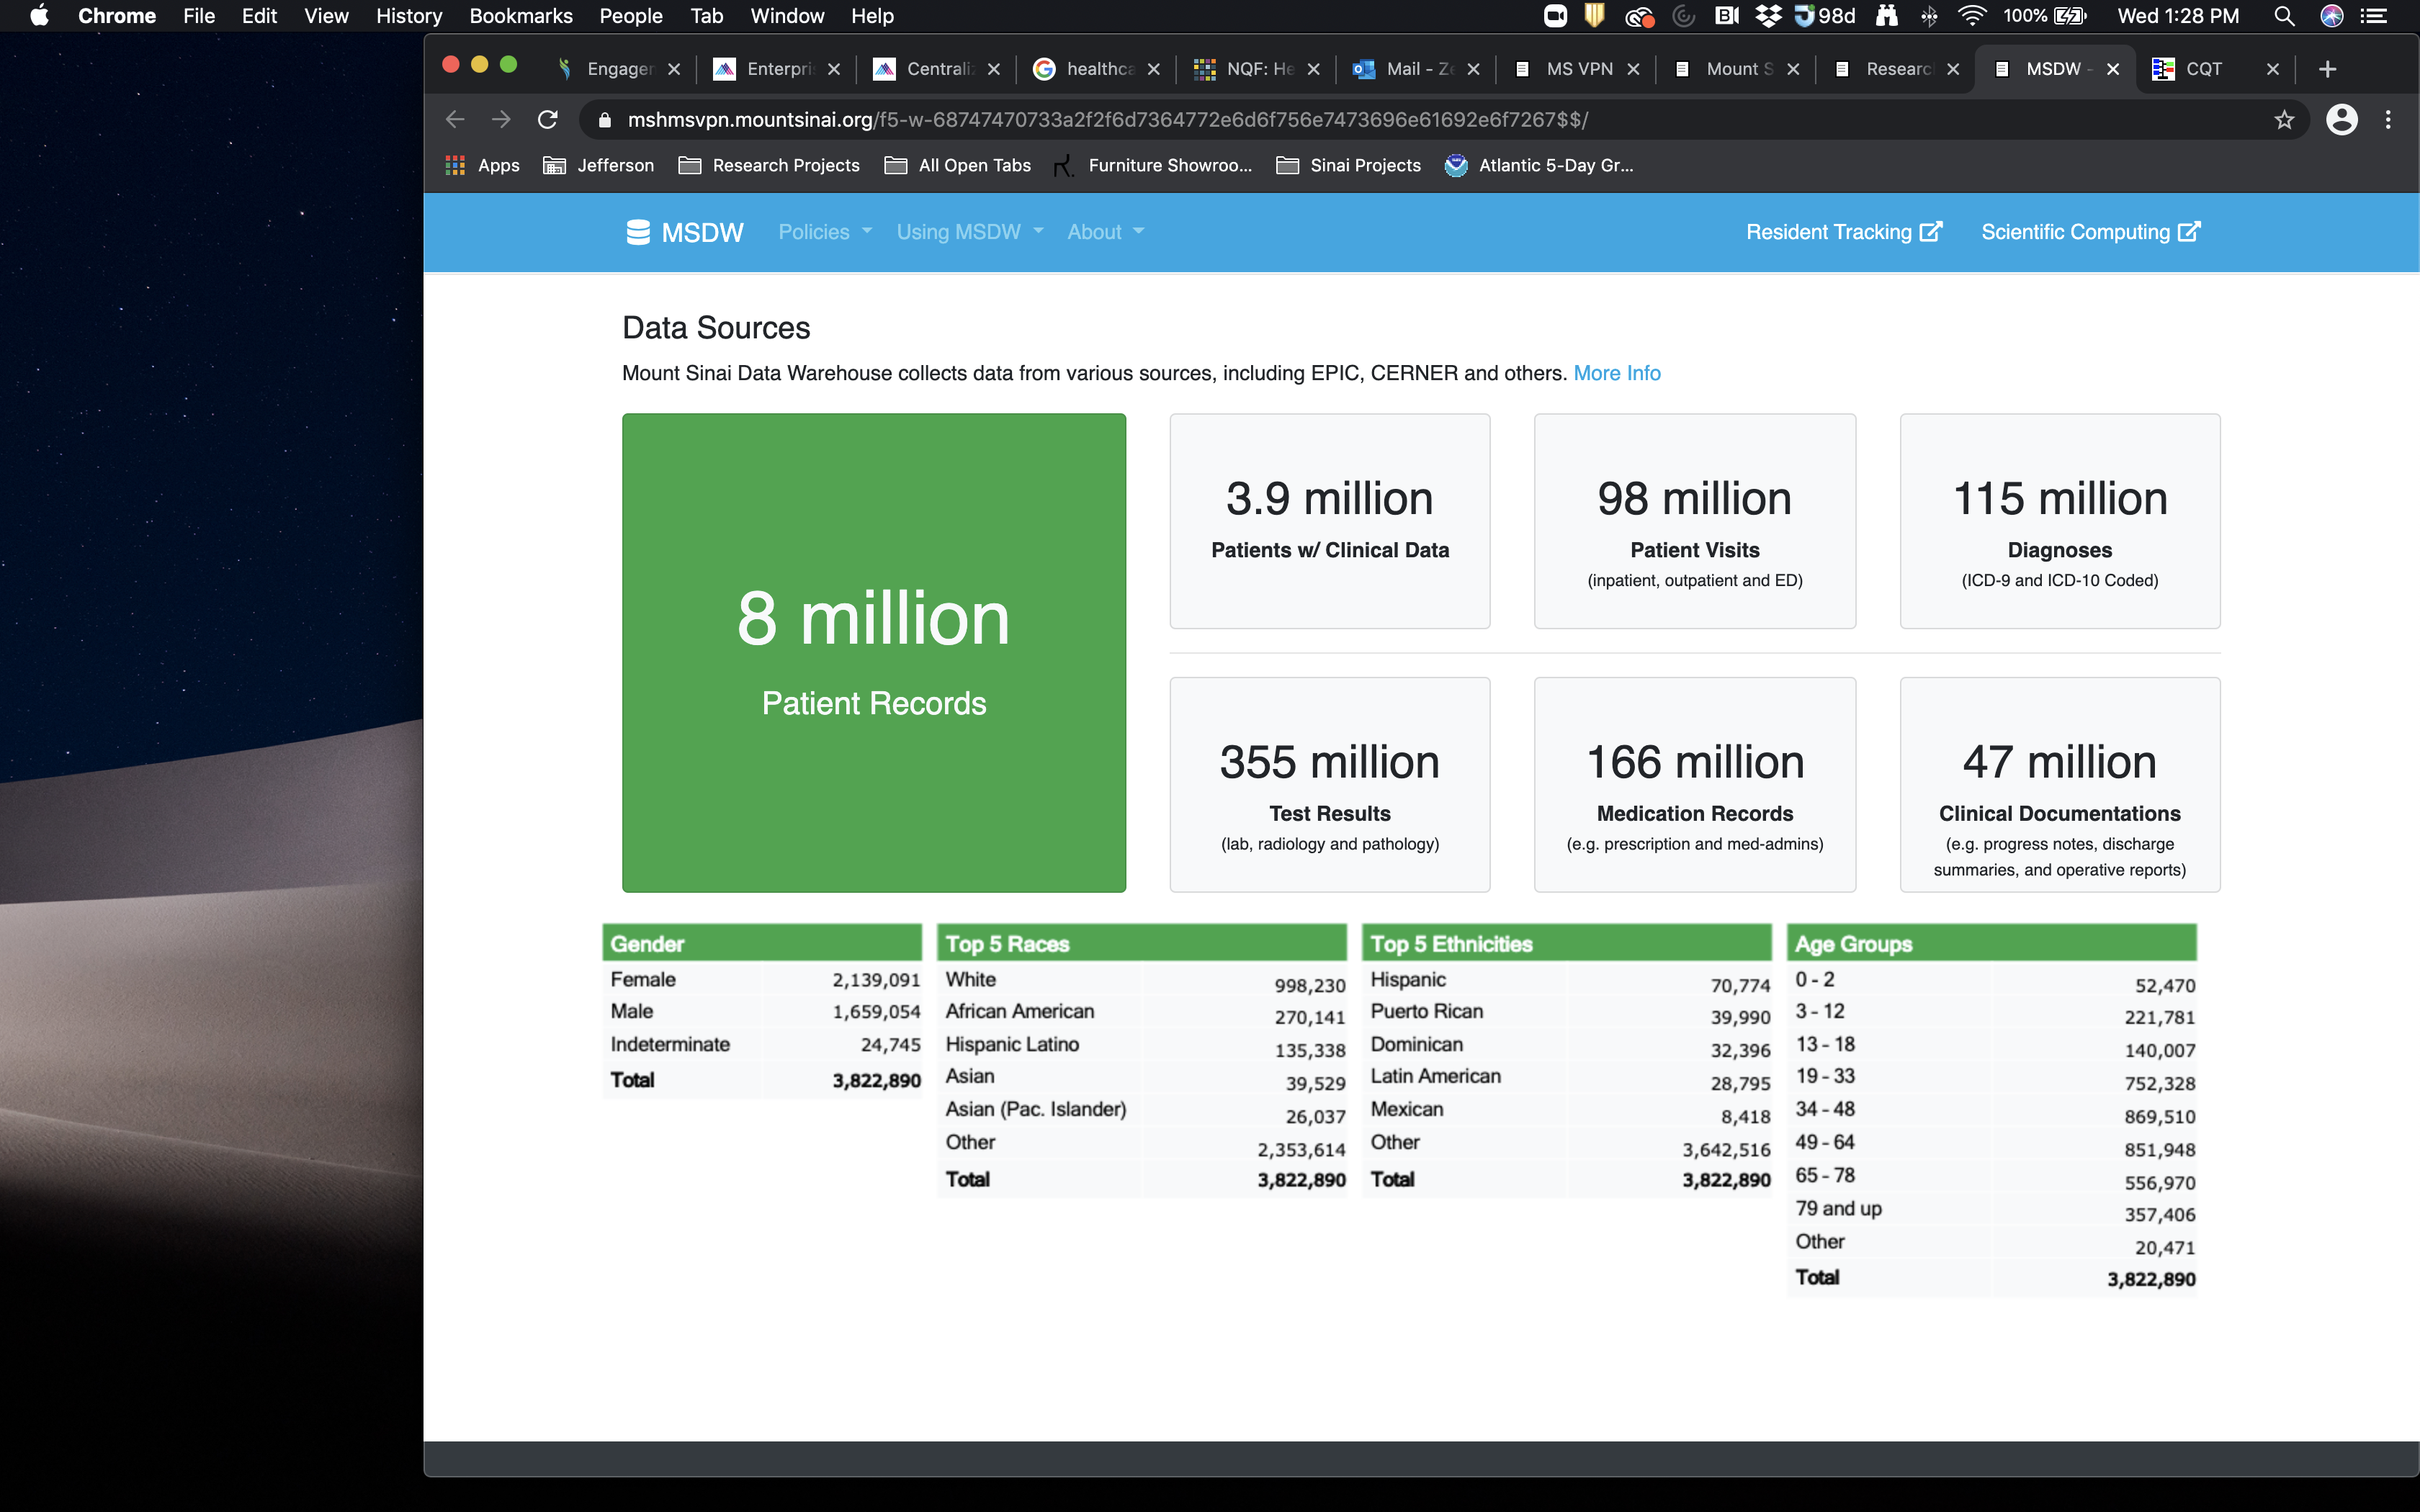 Chrome File Edit View History Bookmarks People Tab Window Help 98d 100% Wed 1:28 PM
Engager Enterpri Centrali healthca NQF: He Mail - Ze MS VPN Mount S Researc MSDW - CQT
mshmsvpn.mountsinai.org/f5-w-68747470733a2f2f6d7364772e6d6f756e7473696e61692e6f7267$$/
Apps Jefferson Research Projects All Open Tabs Furniture Showroo... Sinai Projects Atlantic 5-Day Gr...
MSDW Policies Using MSDW About Resident Tracking Scientific Computing
Data Sources
Mount Sinai Data Warehouse collects data from various sources, including EPIC, CERNER and others. More Info
8 million
Patient Records
3.9 million
Patients w/ Clinical Data
98 million
Patient Visits
(inpatient, outpatient and ED)
115 million
Diagnoses
(ICD-9 and ICD-10 Coded)
355 million
Test Results
(lab, radiology and pathology)
166 million
Medication Records
(e.g. prescription and med-admins)
47 million
Clinical Documentations
(e.g. progress notes, discharge
summaries, and operative reports)
Gender
Female 2,139,091
Male 1,659,054
Indeterminate 24,745
Total 3,822,890
Top 5 Races
White 998,230
African American 270,141
Hispanic Latino 135,338
Asian 39,529
Asian (Pac. Islander) 26,037
Other 2,353,614
Total 3,822,890
Top 5 Ethnicities
Hispanic 70,774
Puerto Rican 39,990
Dominican 32,396
Latin American 28,795
Mexican 8,418
Other 3,642,516
Total 3,822,890
Age Groups
0 - 2 52,470
3 - 12 221,781
13 - 18 140,007
19 - 33 752,328
34 - 48 869,510
49 - 64 851,948
65 - 78 556,970
79 and up 357,406
Other 20,471
Total 3,822,890